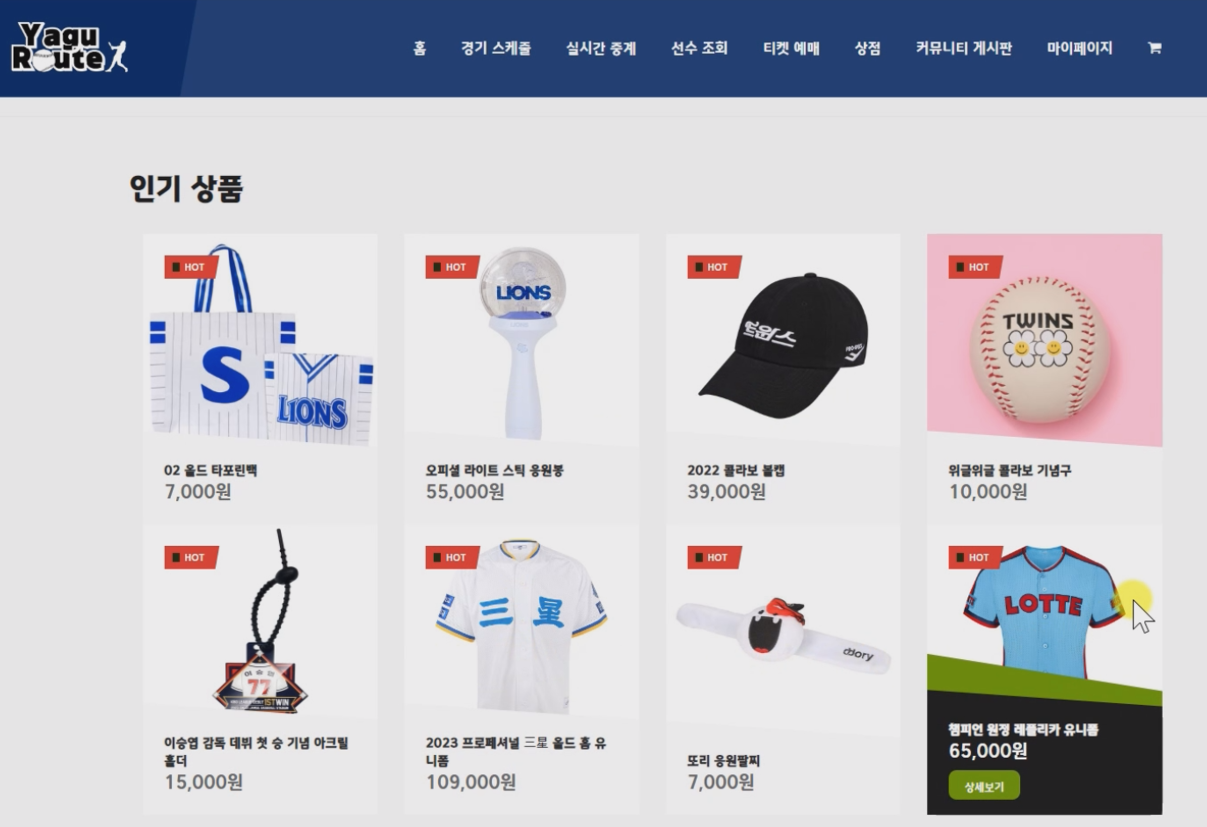 Yagu
Route
홈 경기 스케줄 실시간 중계 선수 조회 티켓 예매 상점 커뮤니티 게시판 마이페이지
인기 상품
HOT
S
LIONS
02 올드 타포린백
7,000원
HOT
LIONS
오피셜 라이트 스틱 응원봉
55,000원
HOT
트윈스
2022 콜라보 볼캡
39,000원
HOT
TWINS
위글위글 콜라보 기념구
10,000원
HOT
이승엽
77
1ST WIN
이승엽 감독 데뷔 첫 승 기념 아크릴
홀더
15,000원
HOT
三星
2023 프로페셔널 三星 올드 홈 유
니폼
109,000원
HOT
ddory
또리 응원팔찌
7,000원
HOT
LOTTE
챔피언 원정 레플리카 유니폼
65,000원
상세보기